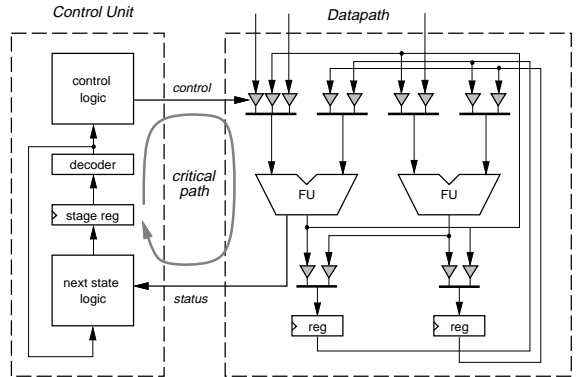 Control Unit
Datapath
control
logic
control
decoder
critical
path
stage reg
FU
FU
next state
logic
status
reg
reg